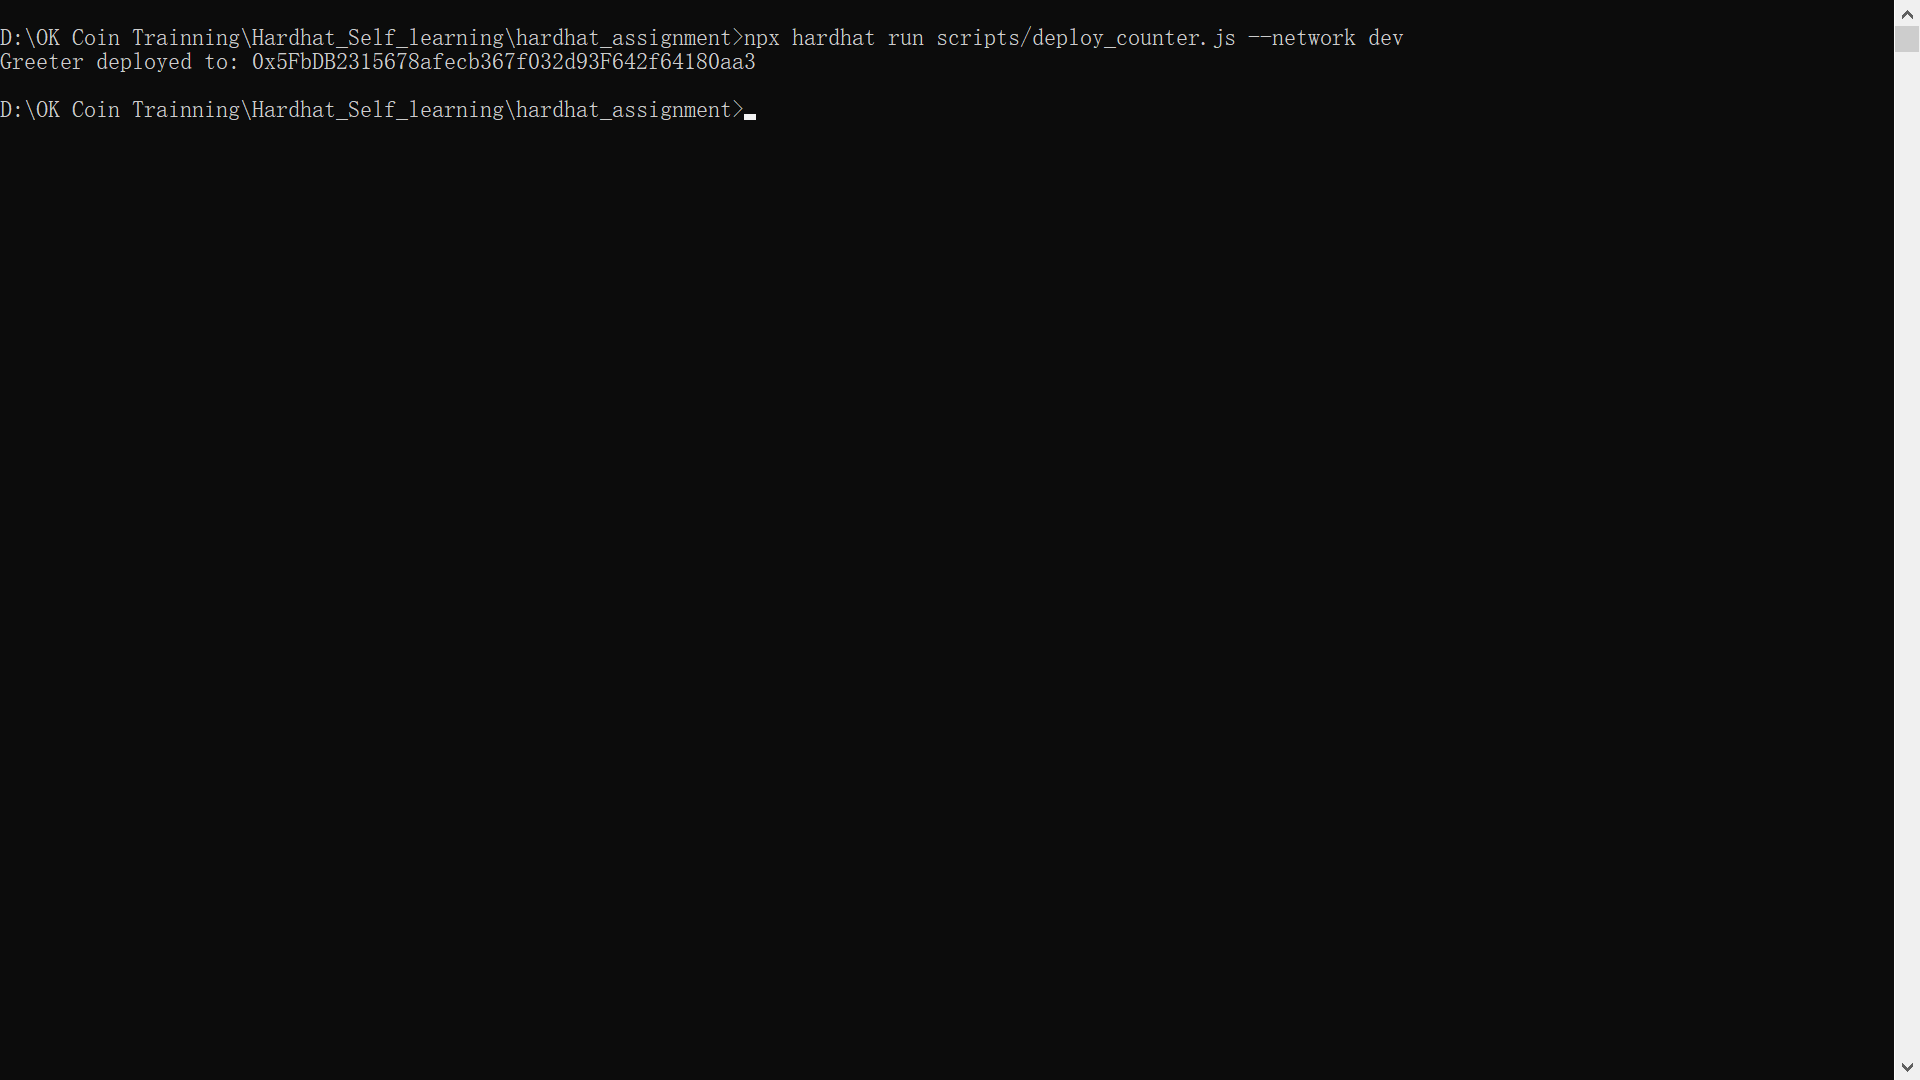 D:\OK Coin Trainning\Hardhat_Self_learning\hardhat_assignment>npx hardhat run scripts/deploy_counter.js --network dev
Greeter deployed to: 0x5FbDB2315678afecb367f032d93F642f64180aa3
D:\OK Coin Trainning\Hardhat_Self_learning\hardhat_assignment>